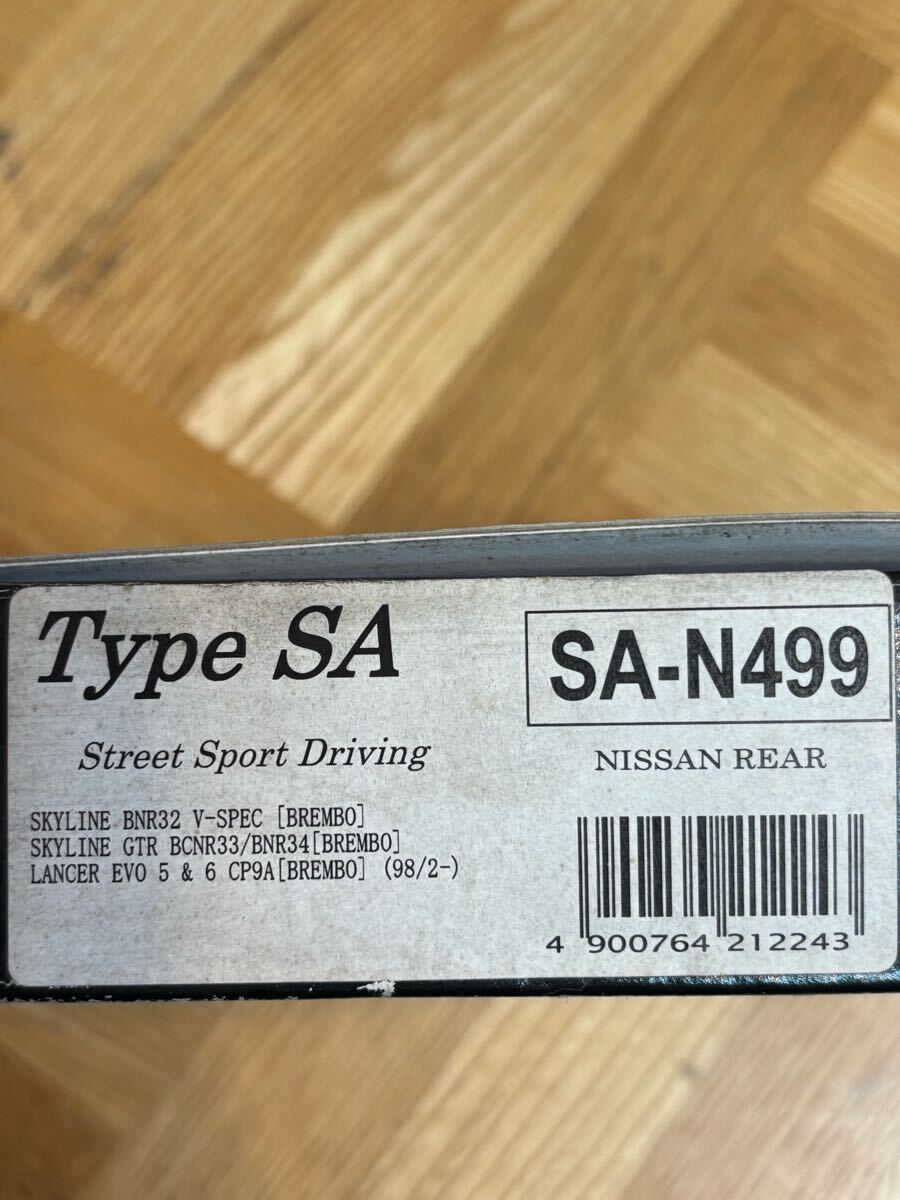 Type SA
SA-N499
Street Sport Driving
NISSAN REAR
SKYLINE BNR32 V-SPEC [BREMBO]
SKYLINE GTR BCNR33/BNR34[BREMBO]
LANCER EVO 5 & 6 CP9A[BREMBO] (98/2-)
4 900764 212243